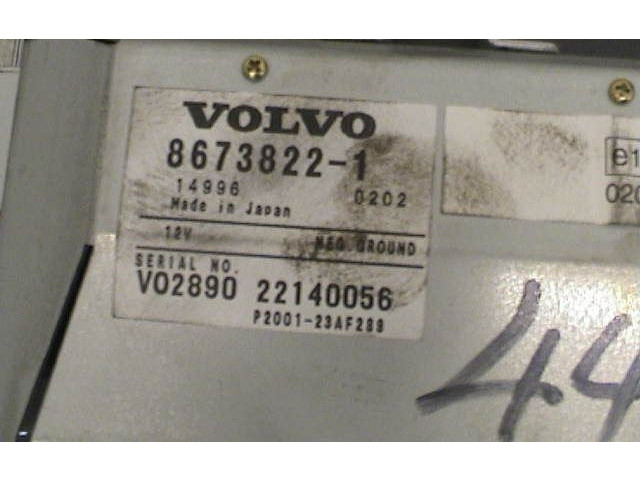 VOLVO
8673822-1
14996 0202
Made in Japan
12V NEG GROUND
SERIAL NO.
VO2890 22140056
P2001-23AF289
e1
020
44